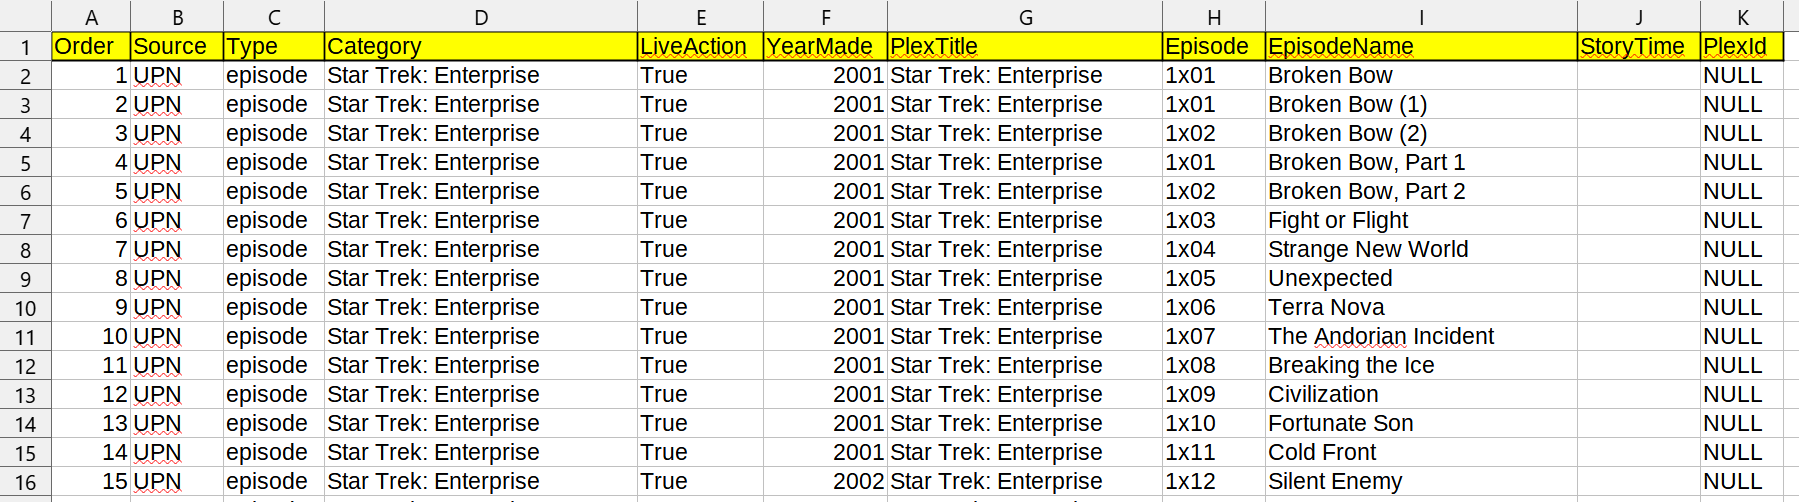 A B C D E F G H I J K
1 Order Source Type Category LiveAction YearMade PlexTitle Episode EpisodeName StoryTime PlexId
2 1 UPN episode Star Trek: Enterprise True 2001 Star Trek: Enterprise 1x01 Broken Bow NULL
3 2 UPN episode Star Trek: Enterprise True 2001 Star Trek: Enterprise 1x01 Broken Bow (1) NULL
4 3 UPN episode Star Trek: Enterprise True 2001 Star Trek: Enterprise 1x02 Broken Bow (2) NULL
5 4 UPN episode Star Trek: Enterprise True 2001 Star Trek: Enterprise 1x01 Broken Bow, Part 1 NULL
6 5 UPN episode Star Trek: Enterprise True 2001 Star Trek: Enterprise 1x02 Broken Bow, Part 2 NULL
7 6 UPN episode Star Trek: Enterprise True 2001 Star Trek: Enterprise 1x03 Fight or Flight NULL
8 7 UPN episode Star Trek: Enterprise True 2001 Star Trek: Enterprise 1x04 Strange New World NULL
9 8 UPN episode Star Trek: Enterprise True 2001 Star Trek: Enterprise 1x05 Unexpected NULL
10 9 UPN episode Star Trek: Enterprise True 2001 Star Trek: Enterprise 1x06 Terra Nova NULL
11 10 UPN episode Star Trek: Enterprise True 2001 Star Trek: Enterprise 1x07 The Andorian Incident NULL
12 11 UPN episode Star Trek: Enterprise True 2001 Star Trek: Enterprise 1x08 Breaking the Ice NULL
13 12 UPN episode Star Trek: Enterprise True 2001 Star Trek: Enterprise 1x09 Civilization NULL
14 13 UPN episode Star Trek: Enterprise True 2001 Star Trek: Enterprise 1x10 Fortunate Son NULL
15 14 UPN episode Star Trek: Enterprise True 2001 Star Trek: Enterprise 1x11 Cold Front NULL
16 15 UPN episode Star Trek: Enterprise True 2002 Star Trek: Enterprise 1x12 Silent Enemy NULL